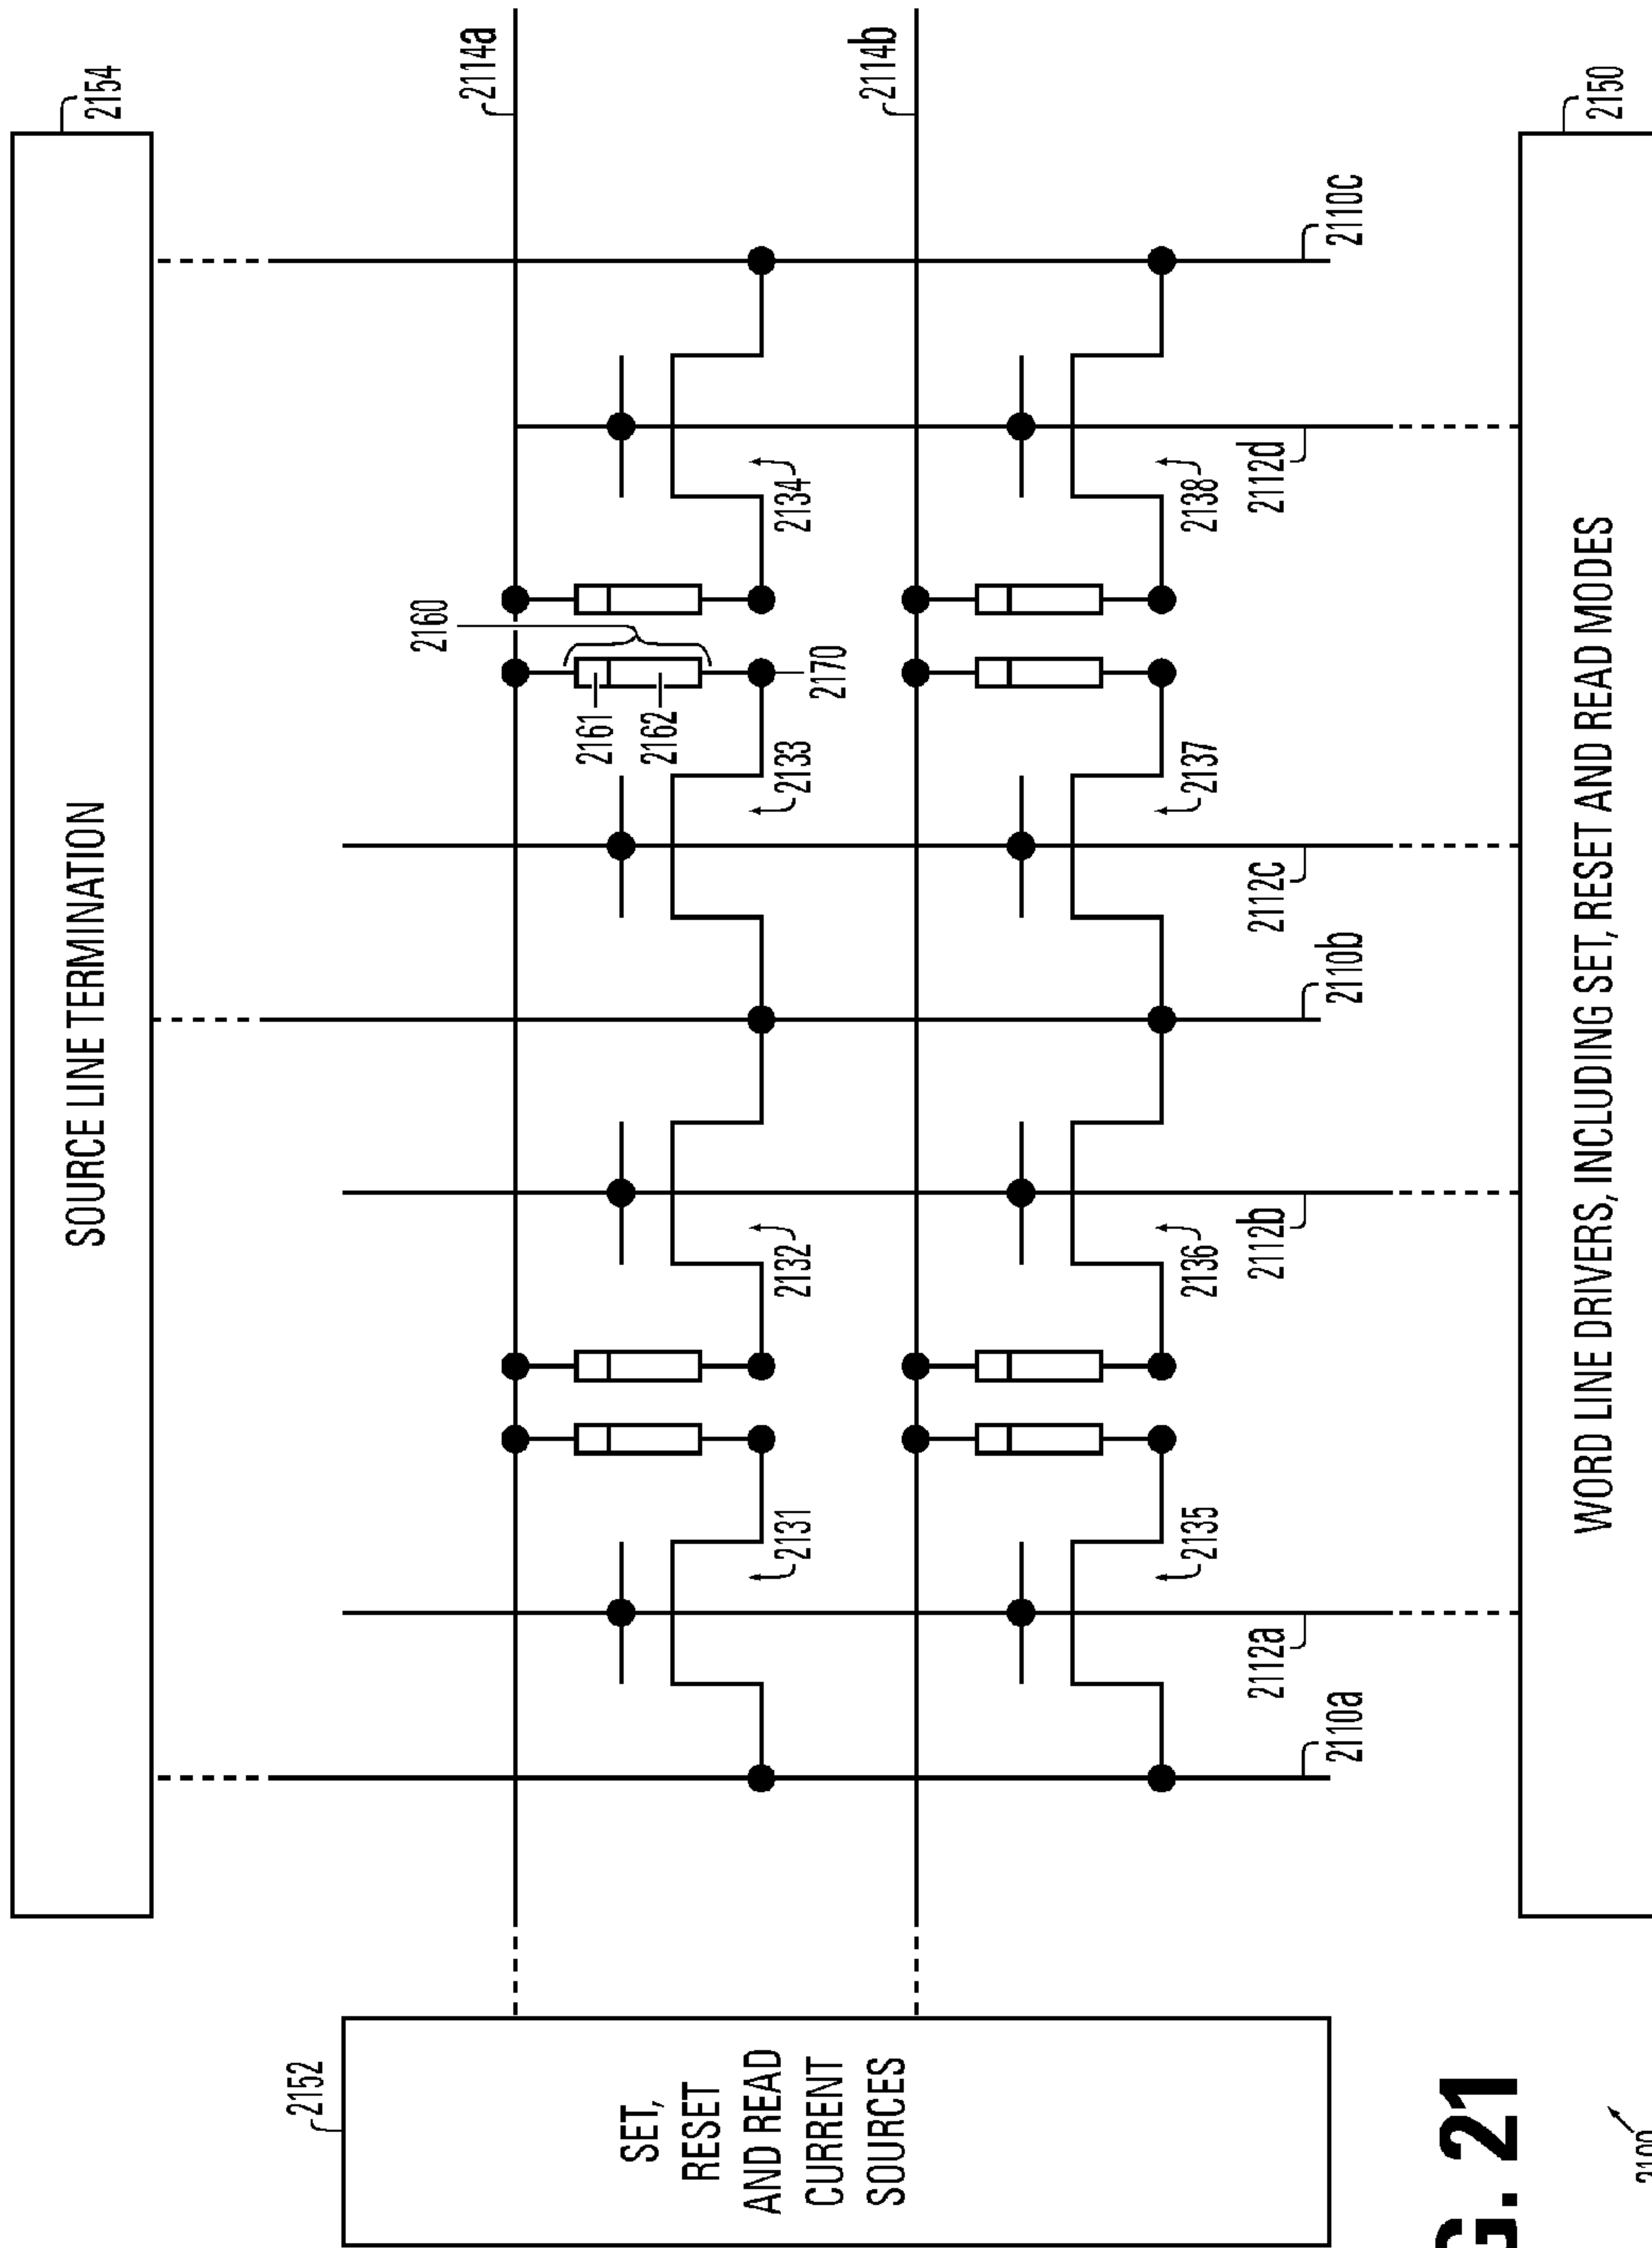 SOURCE LINE TERMINATION
2154
2152
2160
2114a
2161
SET,
RESET
AND READ
CURRENT
SOURCES
2162
2131
2132
2133
2134
2170
2114b
2135
2136
2137
2138
2112a
2112b
2112c
2112d
2110a
2110b
2110c
G. 21
WORD LINE DRIVERS, INCLUDING SET, RESET AND READ MODES
2150